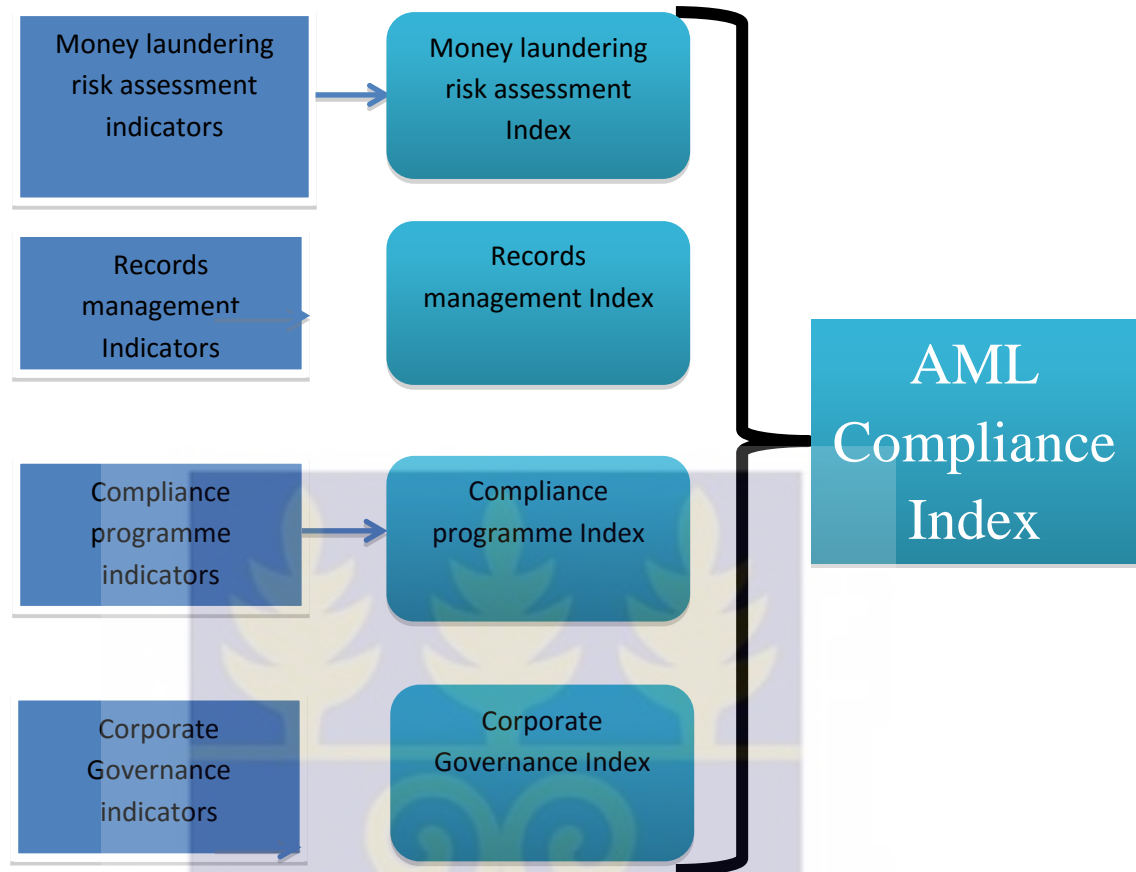 Money laundering
risk assessment
indicators
Money laundering
risk assessment
Index
Records
management
Indicators
Records
management Index
Compliance
programme
indicators
Compliance
programme Index
Corporate
Governance
indicators
Corporate
Governance Index
AML
Compliance
Index